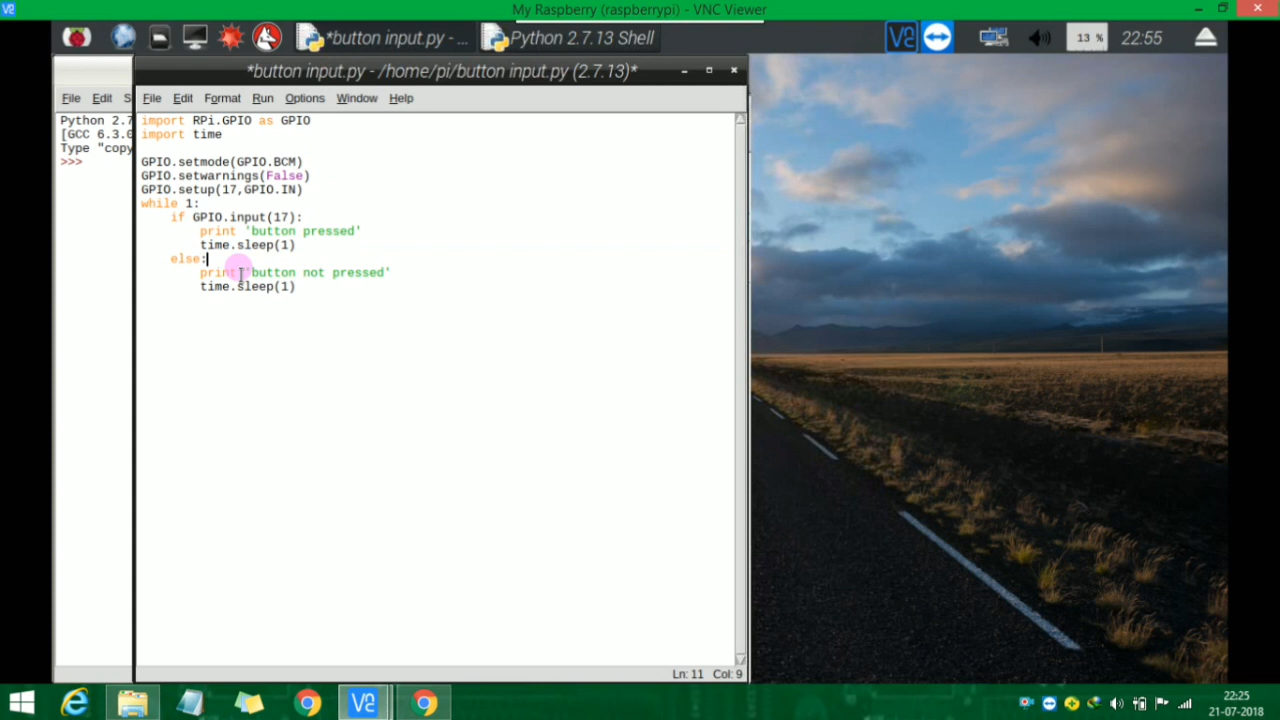 My Raspberry (raspberrypi) - VNC Viewer
*button input.py - ...
Python 2.7.13 Shell
13 %
22:55
*button input.py - /home/pi/button input.py (2.7.13)*
File Edit S
File Edit Format Run Options Window Help
Python 2.7
[GCC 6.3.0
Type "copy
>>>
import RPi.GPIO as GPIO
import time
GPIO.setmode(GPIO.BCM)
GPIO.setwarnings(False)
GPIO.setup(17,GPIO.IN)
while 1:
    if GPIO.input(17):
        print 'button pressed'
        time.sleep(1)
    else:
        print 'button not pressed'
        time.sleep(1)
Ln: 11 Col: 9
22:25
21-07-2018